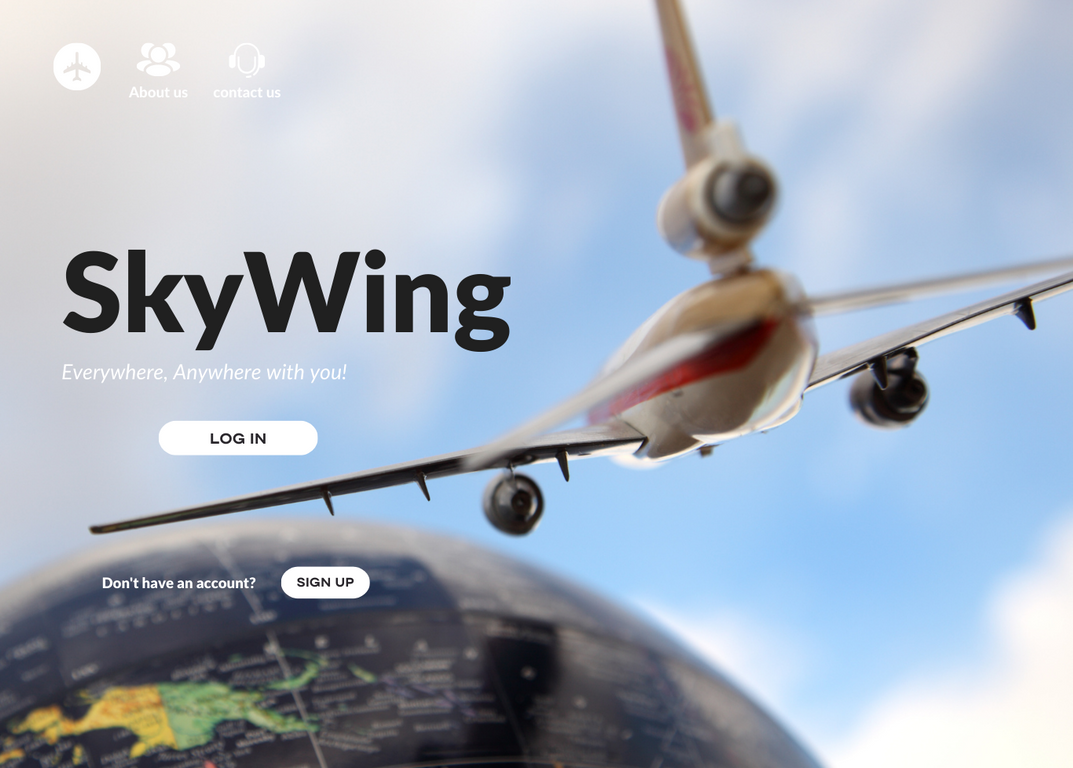 About us
contact us
SkyWing
Everywhere, Anywhere with you!
LOG IN
Don't have an account?
SIGN UP